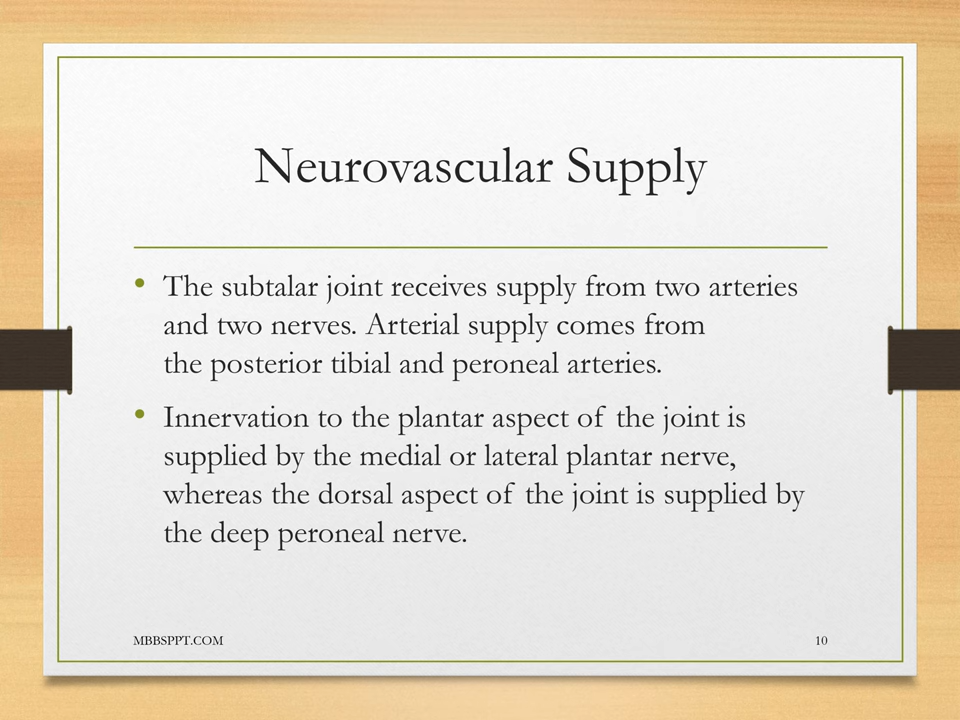 Neurovascular Supply
• The subtalar joint receives supply from two arteries
and two nerves. Arterial supply comes from
the posterior tibial and peroneal arteries.
• Innervation to the plantar aspect of the joint is
supplied by the medial or lateral plantar nerve,
whereas the dorsal aspect of the joint is supplied by
the deep peroneal nerve.
MBBSPPT.COM 10